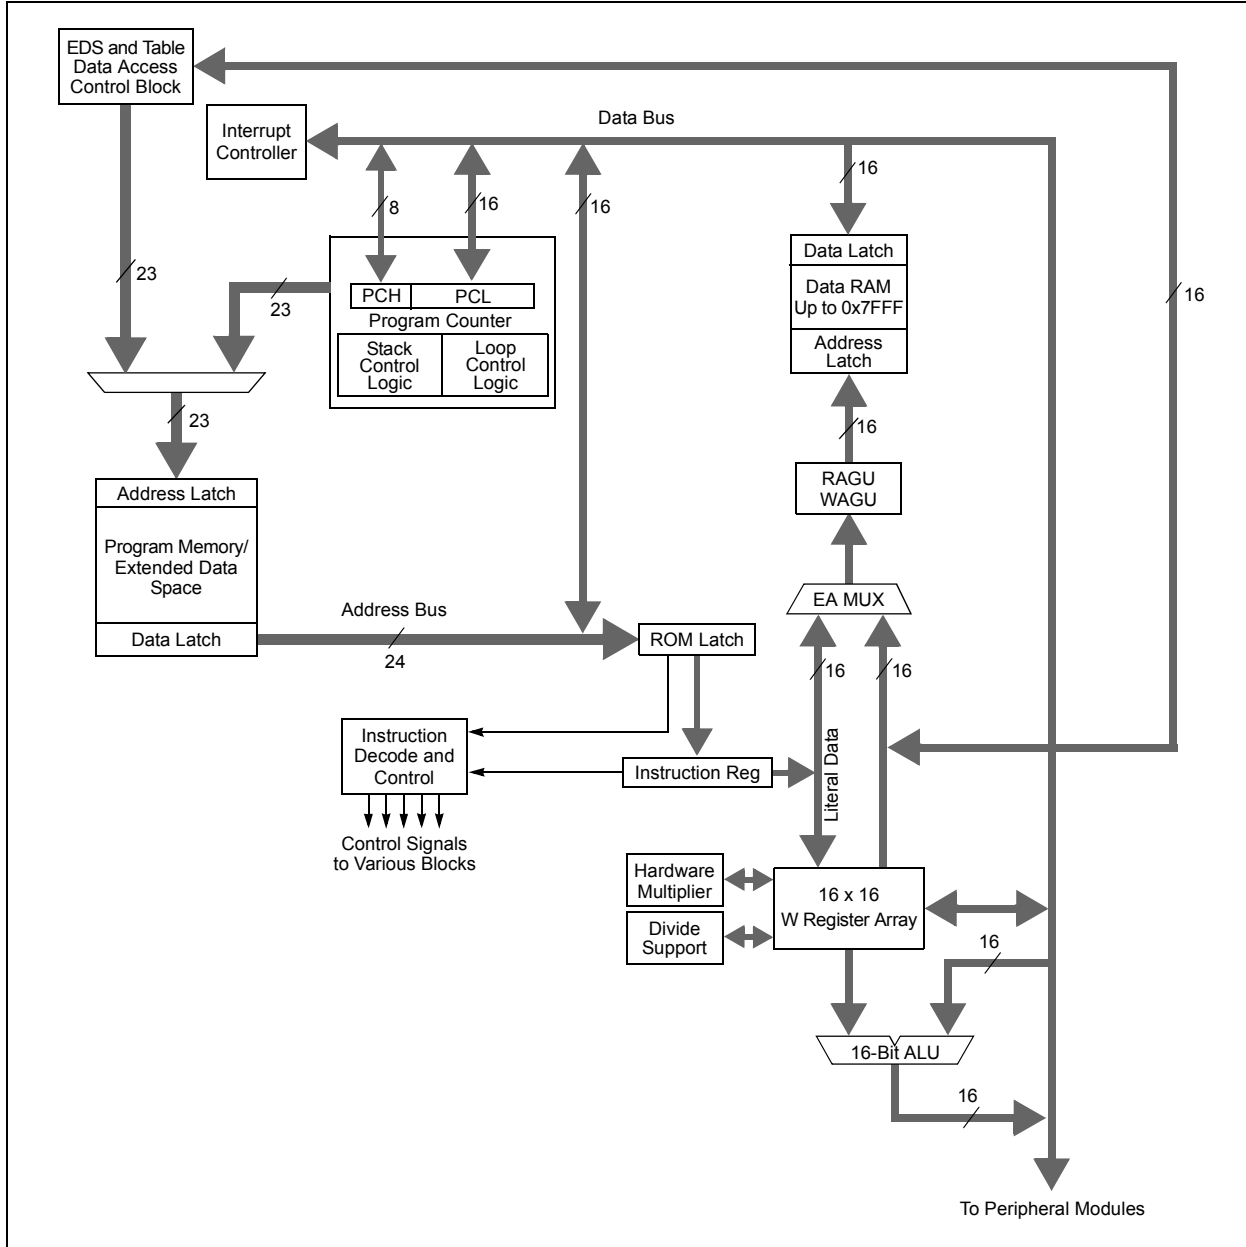 EDS and Table
Data Access
Control Block
Data Bus
Interrupt
Controller
16
8
16
16
Data Latch
23
Data RAM
Up to 0x7FFF
16
23
PCH
PCL
Program Counter
Stack
Control
Logic
Loop
Control
Logic
Address
Latch
23
16
RAGU
WAGU
Address Latch
Program Memory/
Extended Data
Space
EA MUX
Address Bus
Data Latch
24
ROM Latch
16
16
Instruction
Decode and
Control
Instruction Reg
Literal Data
Control Signals
to Various Blocks
Hardware
Multiplier
16 x 16
W Register Array
Divide
Support
16
16-Bit ALU
16
To Peripheral Modules